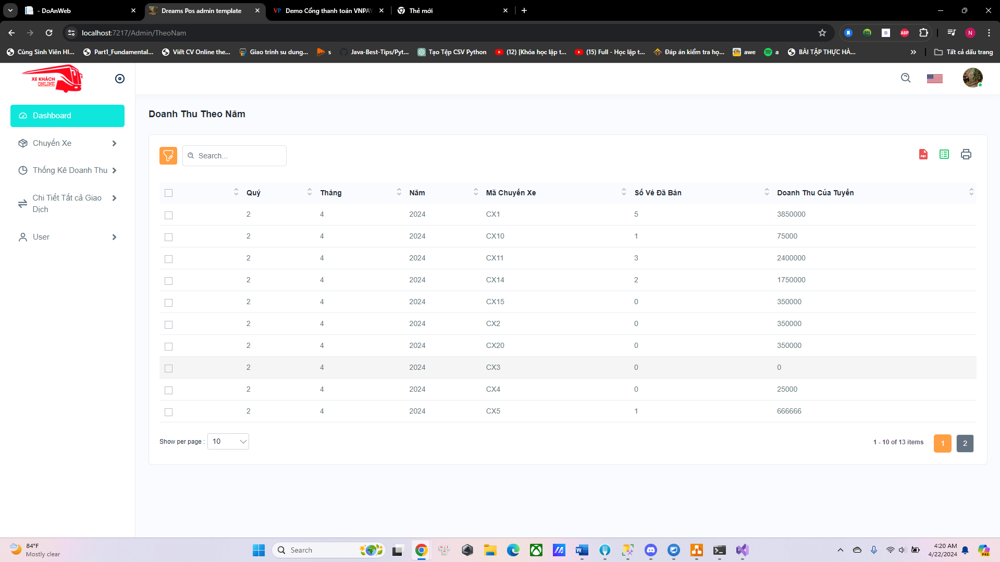 - DoAnWeb
Dreams Pos admin template
VP Demo Cổng thanh toán VNPAY
Thẻ mới
localhost:7217/Admin/TheoNam
N
Cùng Sinh Viên HI... Part1_Fundamental... Viết CV Online the... Giao trình su dung... s Java-Best-Tips/Pyt... Tạo Tệp CSV Python (12) [Khóa học lập t... (15) Full - Học lập t... Đáp án kiểm tra họ... awe a BÀI TẬP THỰC HÀ... Tất cả dấu trang
B
ABP
XE KHÁCH
ONLINE
Dashboard
Chuyến Xe
Thống Kê Doanh Thu
Chi Tiết Tất cả Giao
Dịch
User
Doanh Thu Theo Năm
Search...
PDF
Quý Tháng Năm Mã Chuyến Xe Số Vé Đã Bán Doanh Thu Của Tuyến
2 4 2024 CX1 5 3850000
2 4 2024 CX10 1 75000
2 4 2024 CX11 3 2400000
2 4 2024 CX14 2 1750000
2 4 2024 CX15 0 350000
2 4 2024 CX2 0 350000
2 4 2024 CX20 0 350000
2 4 2024 CX3 0 0
2 4 2024 CX4 0 25000
2 4 2024 CX5 1 666666
Show per page : 10
1 - 10 of 13 items 1 2
84°F
Mostly clear
Search
W
4:20 AM
4/22/2024
PRE